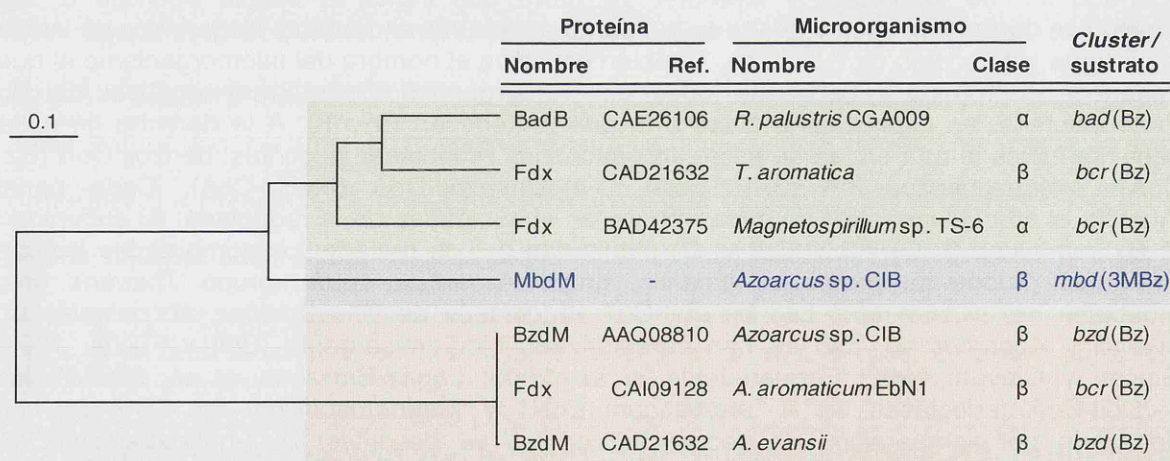 Proteína Microorganismo Cluster/
Nombre Ref. Nombre Clase sustrato
0.1
BadB CAE26106 R. palustris CGA009 α bad (Bz)
Fdx CAD21632 T. aromatica β bcr (Bz)
Fdx BAD42375 Magnetospirillum sp. TS-6 α bcr (Bz)
MbdM - Azoarcus sp. CIB β mbd (3MBz)
BzdM AAQ08810 Azoarcus sp. CIB β bzd (Bz)
Fdx CAI09128 A. aromaticum EbN1 β bcr (Bz)
BzdM CAD21632 A. evansii β bzd (Bz)